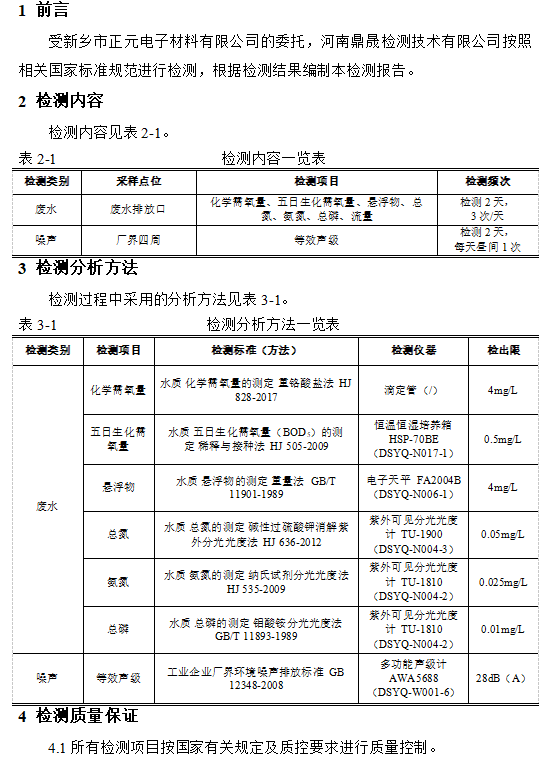 1 前言
受新乡市正元电子材料有限公司的委托，河南鼎晟检测技术有限公司按照
相关国家标准规范进行检测，根据检测结果编制本检测报告。
2 检测内容
检测内容见表 2-1。
表 2-1 检测内容一览表
检测类别 采样点位 检测项目 检测频次
废水 废水排放口 化学需氧量、五日生化需氧量、悬浮物、总
氮、氨氮、总磷、流量
检测 2 天，
3 次/天
噪声 厂界四周 等效声级
检测 2 天，
每天昼间 1 次
3 检测分析方法
检测过程中采用的分析方法见表 3-1。
表 3-1 检测分析方法一览表
检测类别 检测项目 检测标准（方法） 检测仪器 检出限
废水
化学需氧量
水质 化学需氧量的测定 重铬酸盐法 HJ
828-2017
滴定管（/）
4mg/L
五日生化需
氧量
水质 五日生化需氧量（BOD₅）的测
定 稀释与接种法 HJ 505-2009
恒温恒湿培养箱
HSP-70BE
（DSYQ-N017-1）
0.5mg/L
悬浮物
水质 悬浮物的测定 重量法 GB/T
11901-1989
电子天平 FA2004B
（DSYQ-N006-1）
4mg/L
总氮
水质 总氮的测定 碱性过硫酸钾消解紫
外分光光度法 HJ 636-2012
紫外可见分光光度
计 TU-1900
（DSYQ-N004-3）
0.05mg/L
氨氮
水质 氨氮的测定 纳氏试剂分光光度法
HJ 535-2009
紫外可见分光光度
计 TU-1810
（DSYQ-N004-2）
0.025mg/L
总磷
水质 总磷的测定 钼酸铵分光光度法
GB/T 11893-1989
紫外可见分光光度
计 TU-1810
（DSYQ-N004-2）
0.01mg/L
噪声
等效声级
工业企业厂界环境噪声排放标准 GB
12348-2008
多功能声级计
AWA5688
（DSYQ-W001-6）
28dB（A）
4 检测质量保证
4.1 所有检测项目按国家有关规定及质控要求进行质量控制。